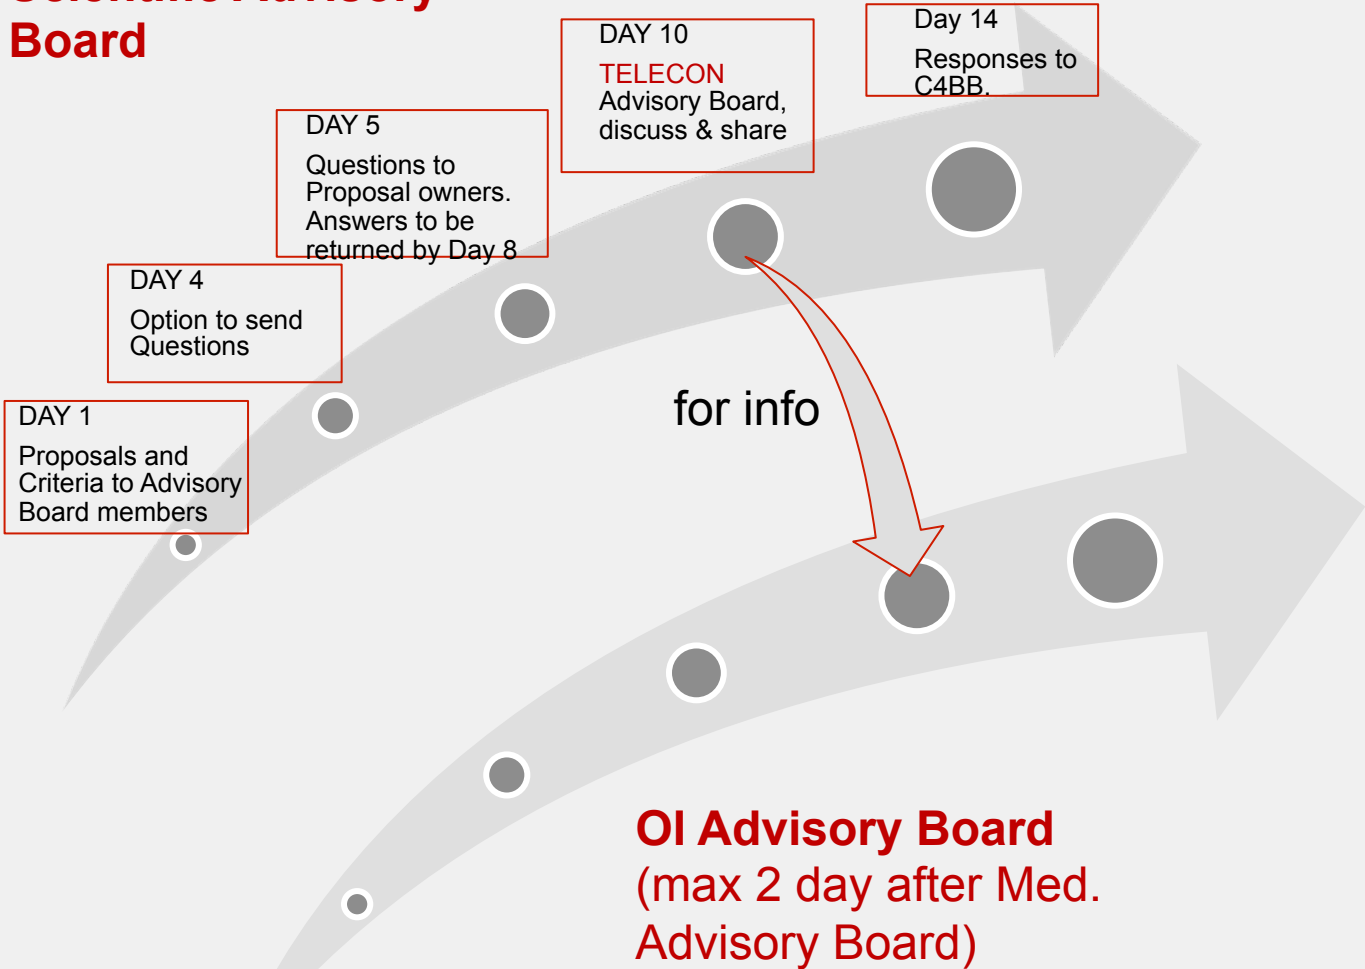 Scientific Advisory
Board
DAY 1
Proposals and
Criteria to Advisory
Board members
DAY 4
Option to send
Questions
DAY 5
Questions to
Proposal owners.
Answers to be
returned by Day 8
DAY 10
TELECON
Advisory Board,
discuss & share
Day 14
Responses to
C4BB.
for info
OI Advisory Board
(max 2 day after Med.
Advisory Board)